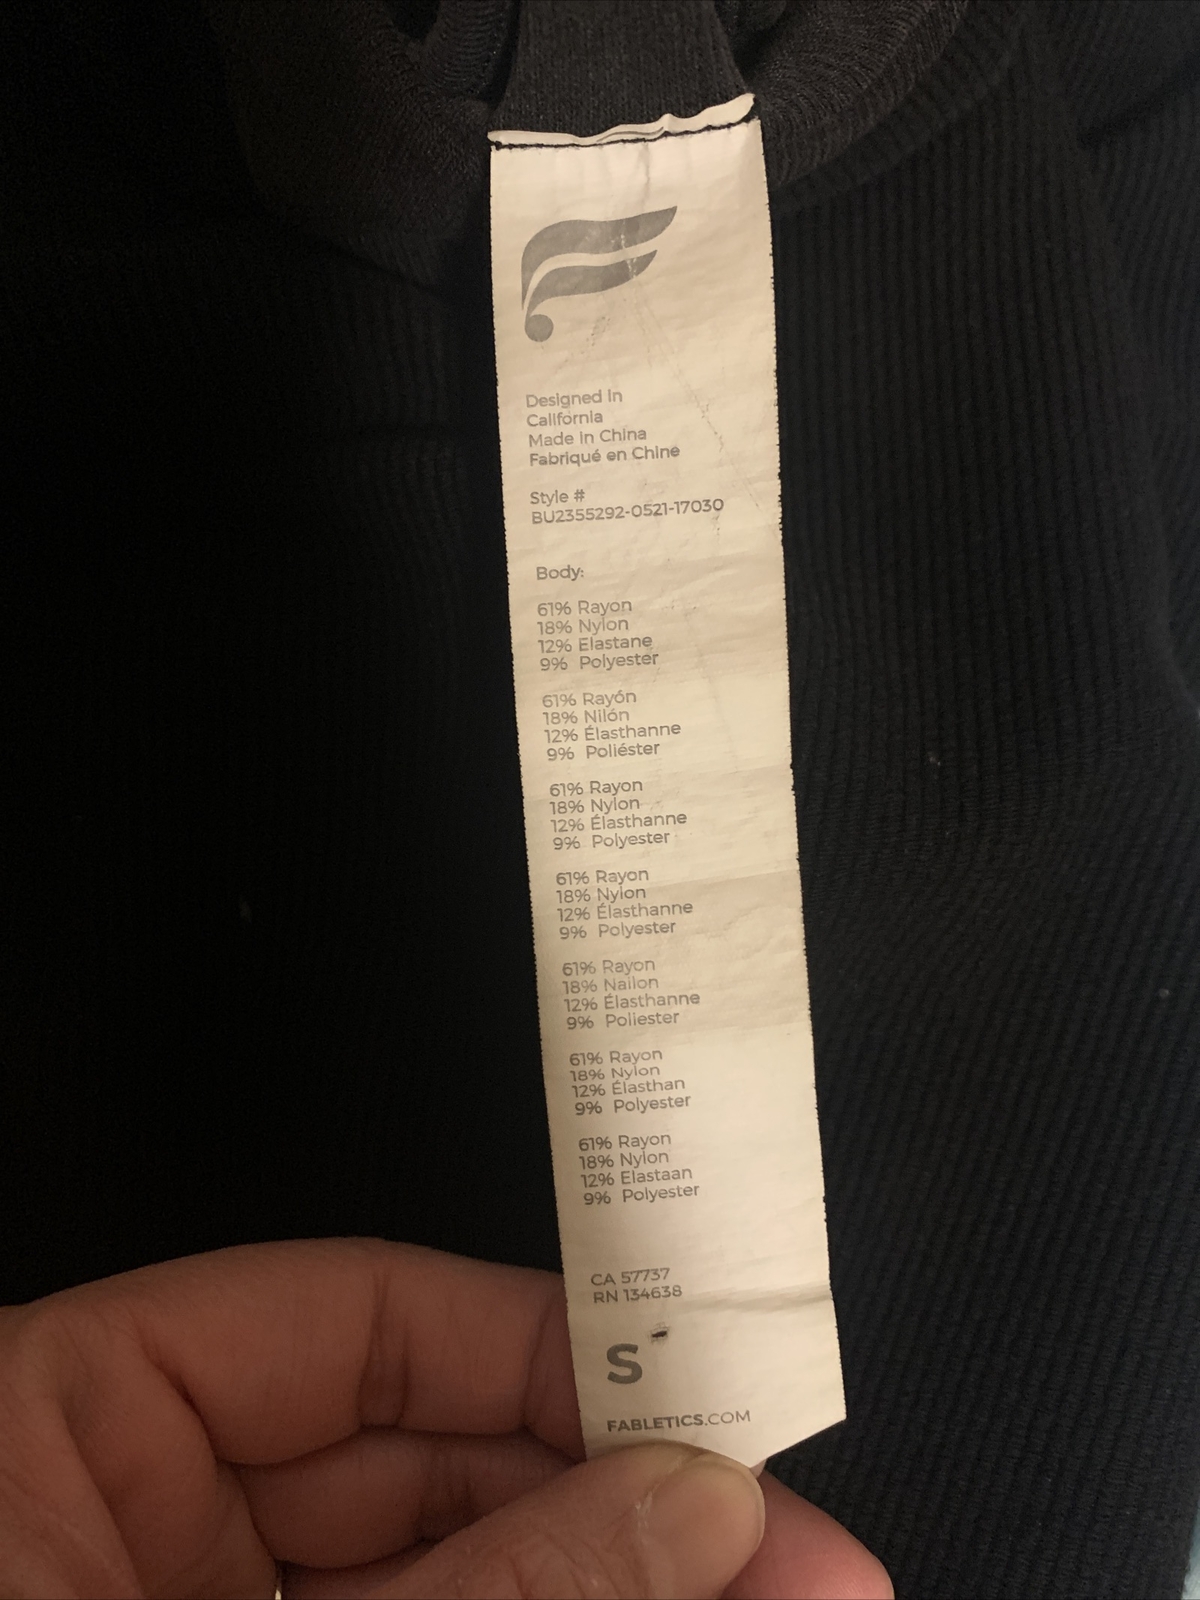 Designed in
California
Made in China
Fabriqué en Chine
Style #
BU2355292-0521-17030
Body:
61% Rayon
18% Nylon
12% Elastane
9% Polyester
61% Rayón
18% Nilón
12% Élasthanne
9% Poliéster
61% Rayon
18% Nylon
12% Élasthanne
9% Polyester
61% Rayon
18% Nylon
12% Élasthanne
9% Polyester
61% Rayon
18% Nailon
12% Élasthanne
9% Poliester
61% Rayon
18% Nylon
12% Élasthan
9% Polyester
61% Rayon
18% Nylon
12% Elastaan
9% Polyester
CA 57737
RN 134638
S
FABLETICS.COM